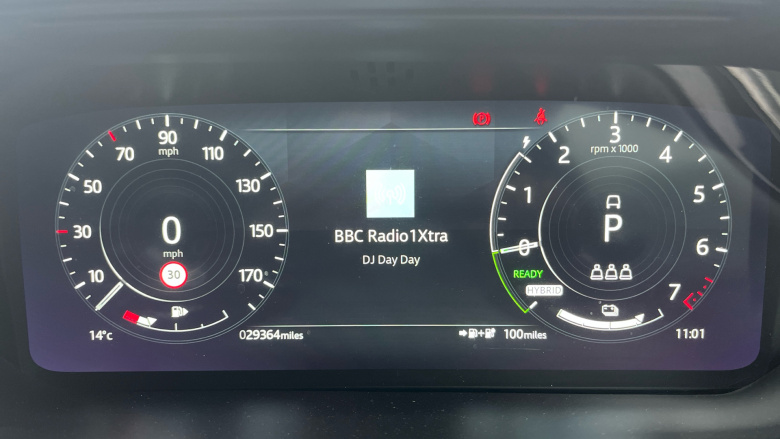 90
mph
70
110
50
130
30
150
10
170
0
mph
30
14°c
029364miles
BBC Radio1Xtra
DJ Day Day
3
rpm x 1000
2
4
1
5
0
6
7
P
READY
HYBRID
100miles
11:01